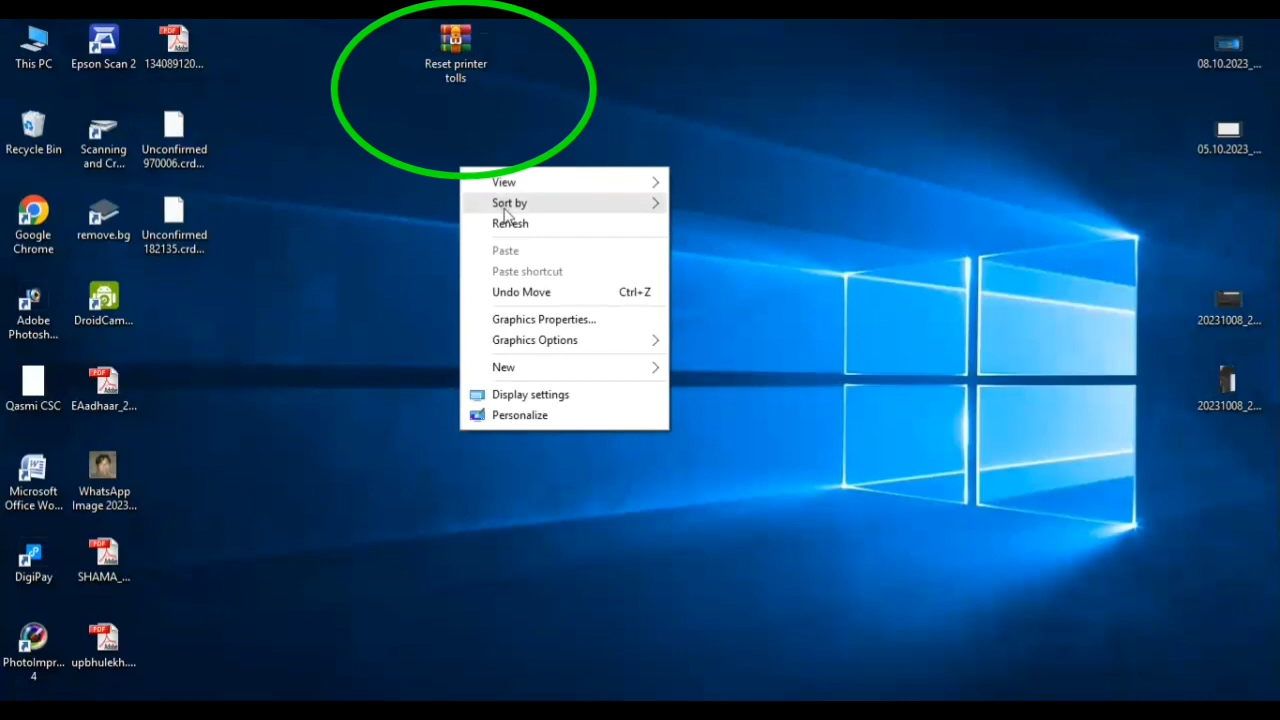 This PC
Epson Scan 2
134089120...
Recycle Bin
Scanning
and Cr...
Unconfirmed
970006.crd...
Google
Chrome
remove.bg
Unconfirmed
182135.crd...
Adobe
Photosh...
DroidCam...
Qasmi CSC
EAadhaar_2...
Microsoft
Office Wo...
WhatsApp
Image 2023...
DigiPay
SHAMA_...
PhotoImpr...
4
upbhulekh....
Reset printer
tolls
View
Sort by
Refresh
Paste
Paste shortcut
Undo Move Ctrl+Z
Graphics Properties...
Graphics Options
New
Display settings
Personalize
08.10.2023_...
05.10.2023_...
20231008_2...
20231008_2...